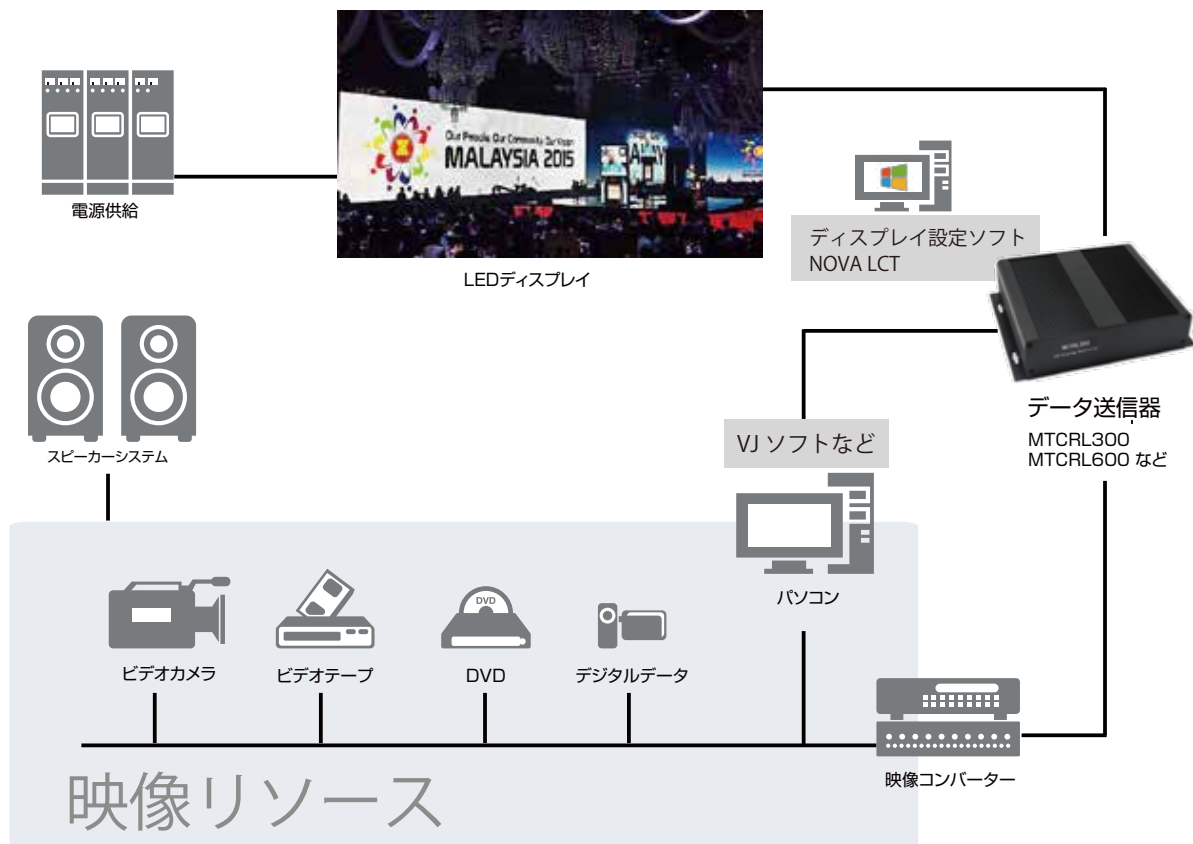 Our People, Our Community, Our Vision
MALAYSIA 2015
電源供給
LEDディスプレイ
ディスプレイ設定ソフト
NOVA LCT
データ送信器
MTCRL300
MTCRL600 など
スピーカーシステム
VJ ソフトなど
パソコン
DVD
ビデオカメラ
ビデオテープ
DVD
デジタルデータ
映像コンバーター
映像リソース